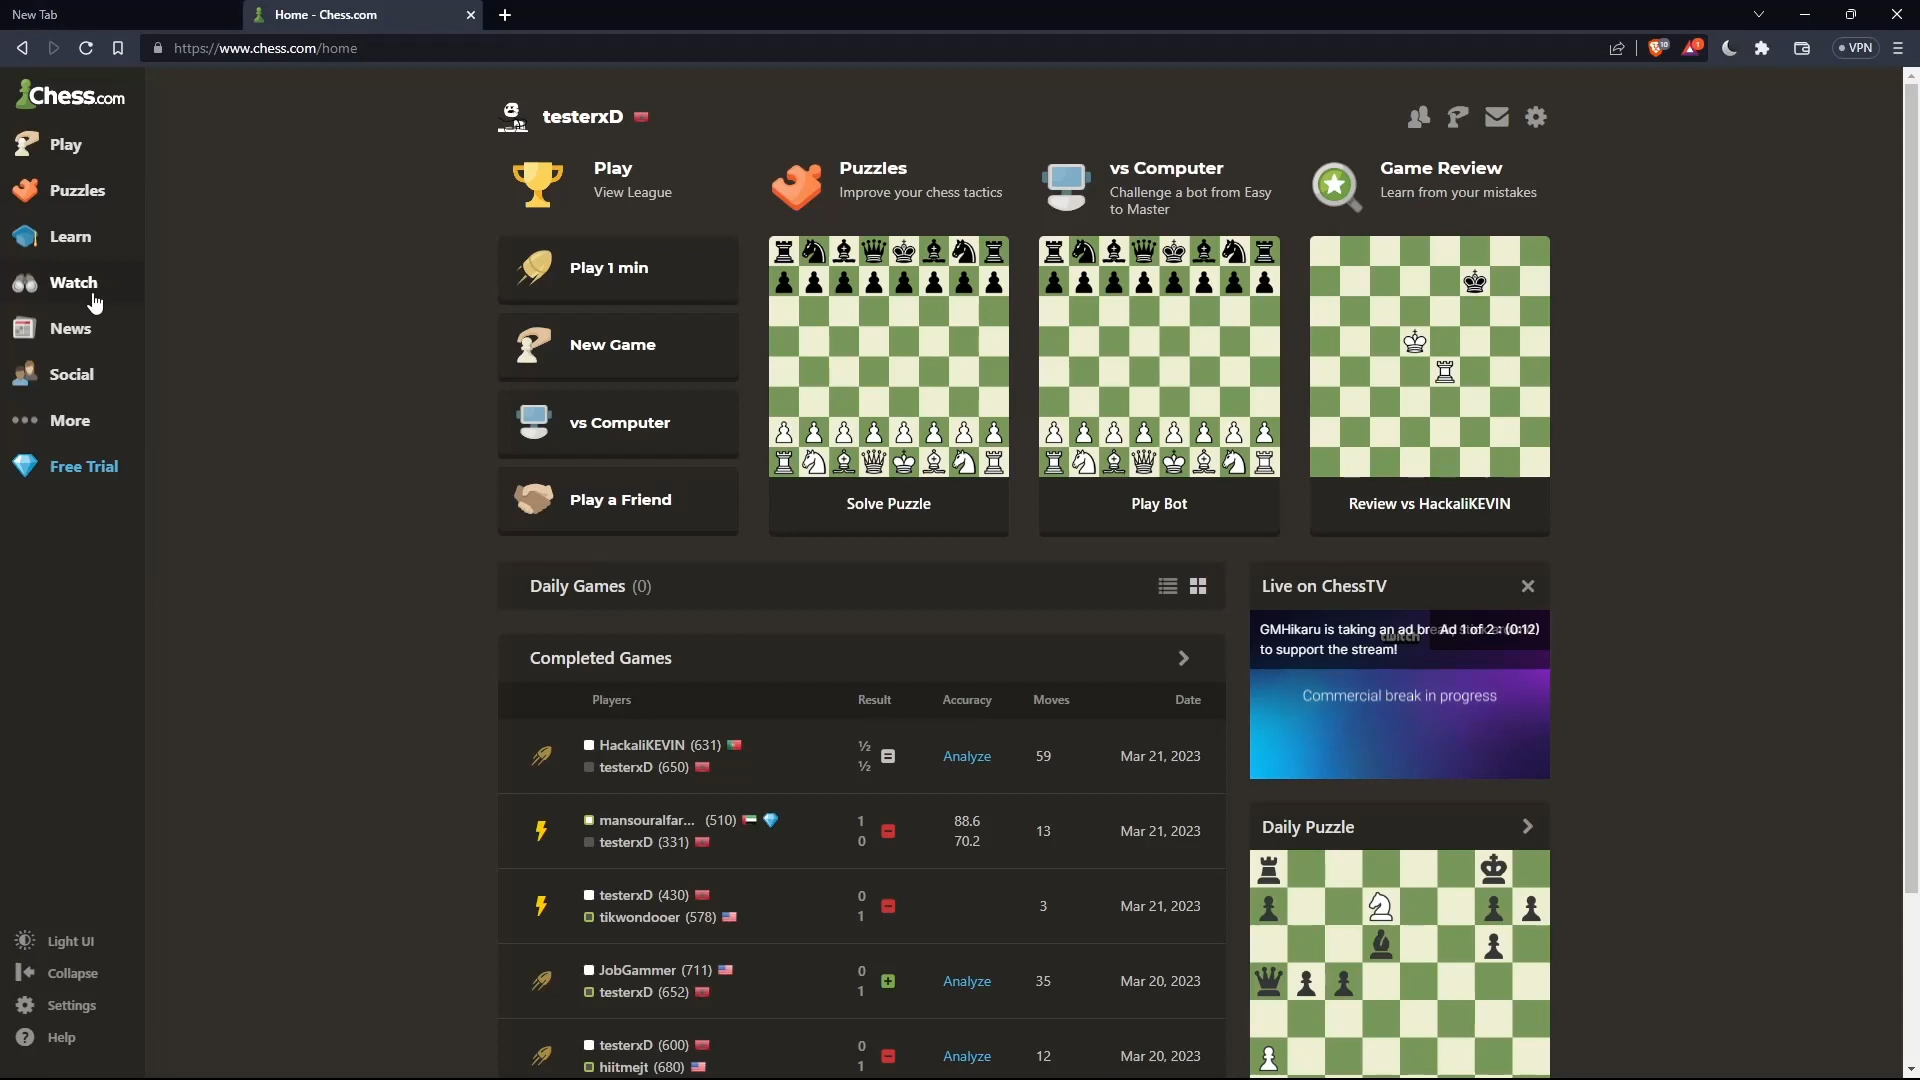 New Tab
Home - Chess.com
https://www.chess.com/home
10
1
VPN
Chess.com
Play
Puzzles
Learn
Watch
News
Social
More
Free Trial
Light UI
Collapse
Settings
Help
testerxD
Play
View League
Puzzles
Improve your chess tactics
vs Computer
Challenge a bot from Easy
to Master
Game Review
Learn from your mistakes
Play 1 min
New Game
vs Computer
Play a Friend
Solve Puzzle
Play Bot
Review vs HackaliKEVIN
Daily Games (0)
Completed Games
Players Result Accuracy Moves Date
HackaliKEVIN (631) ½
testerxD (650) ½
Analyze 59 Mar 21, 2023
mansouralfar... (510) 1 88.6
testerxD (331) 0 70.2
13 Mar 21, 2023
testerxD (430) 0
tikwondooer (578) 1
3 Mar 21, 2023
JobGammer (711) 0
testerxD (652) 1
Analyze 35 Mar 20, 2023
testerxD (600) 0
hiitmejt (680) 1
Analyze 12 Mar 20, 2023
Live on ChessTV
GMHikaru is taking an ad
to support the stream!
Ad 1 of 2 : (0:12)
twitch
Commercial break in progress
Daily Puzzle